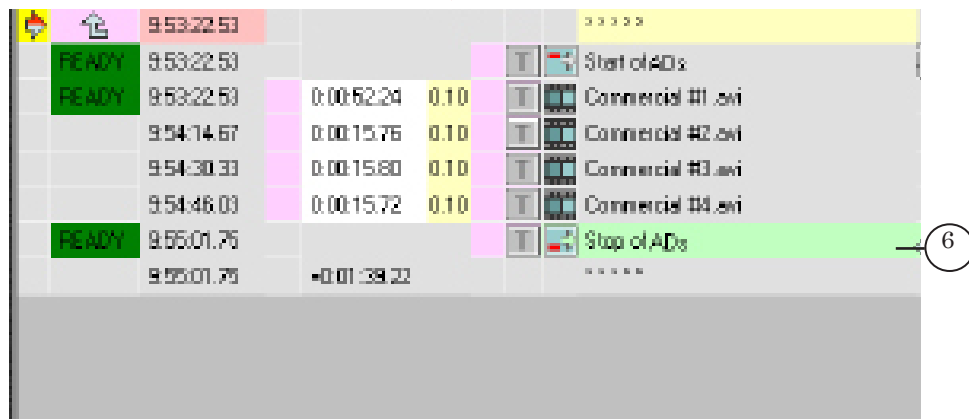 9:53:22.53 * * * * *
READY 9:53:22.53 T Start of ADs
READY 9:53:22.53 0:00:52.24 0.10 T Commercial #1.avi
9:54:14.67 0:00:15.76 0.10 T Commercial #2.avi
9:54:30.33 0:00:15.80 0.10 T Commercial #3.avi
9:54:46.03 0:00:15.72 0.10 T Commercial #4.avi
READY 9:55:01.75 T Stop of ADs 6
9:55:01.75 =0:01:39.22 * * * * *